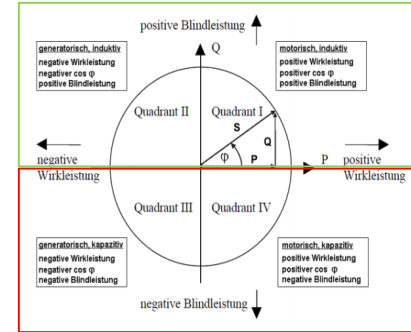 positive Blindleistung
Q
generatorisch, induktiv
negative Wirkleistung
negativer cos φ
positive Blindleistung
motorisch, induktiv
positive Wirkleistung
positiver cos φ
positive Blindleistung
Quadrant II
Quadrant I
S
Q
φ
P
P
negative
Wirkleistung
positive
Wirkleistung
Quadrant III
Quadrant IV
generatorisch, kapazitiv
negative Wirkleistung
negativer cos φ
negative Blindleistung
motorisch, kapazitiv
positive Wirkleistung
positiver cos φ
negative Blindleistung
negative Blindleistung